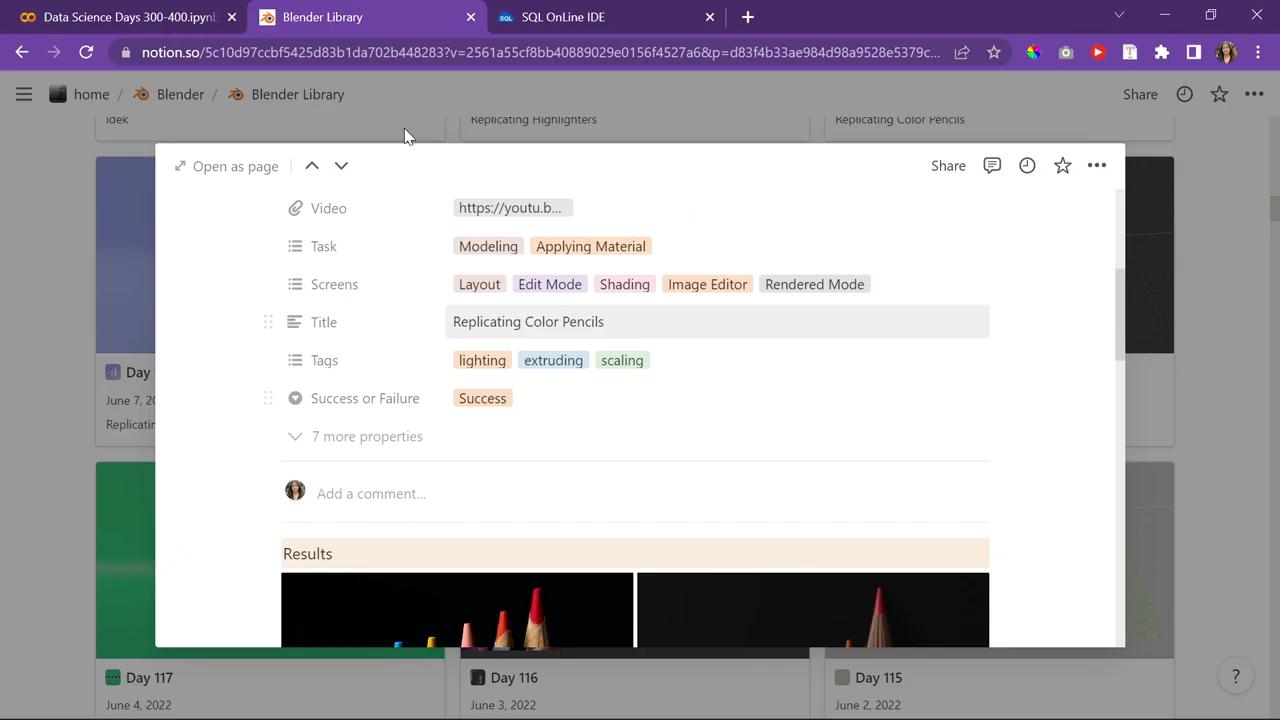 Data Science Days 300-400.ipynb
Blender Library
SQL OnLine IDE
notion.so/5c10d97ccbf5425d83b1da702b448283?v=2561a55cf8bb40889029e0156f4527a6&p=d83f4b33ae984d98a9528e5379c...
home / Blender / Blender Library
Share
Idek
Replicating Highlighters
Replicating Color Pencils
Open as page
Share
Video
https://youtu.b...
Task
Modeling Applying Material
Screens
Layout Edit Mode Shading Image Editor Rendered Mode
Title
Replicating Color Pencils
Tags
lighting extruding scaling
Success or Failure
Success
7 more properties
Add a comment...
Results
Day
June 7, 20
Replicatin
Day 117
June 4, 2022
Day 116
June 3, 2022
Day 115
June 2, 2022
?